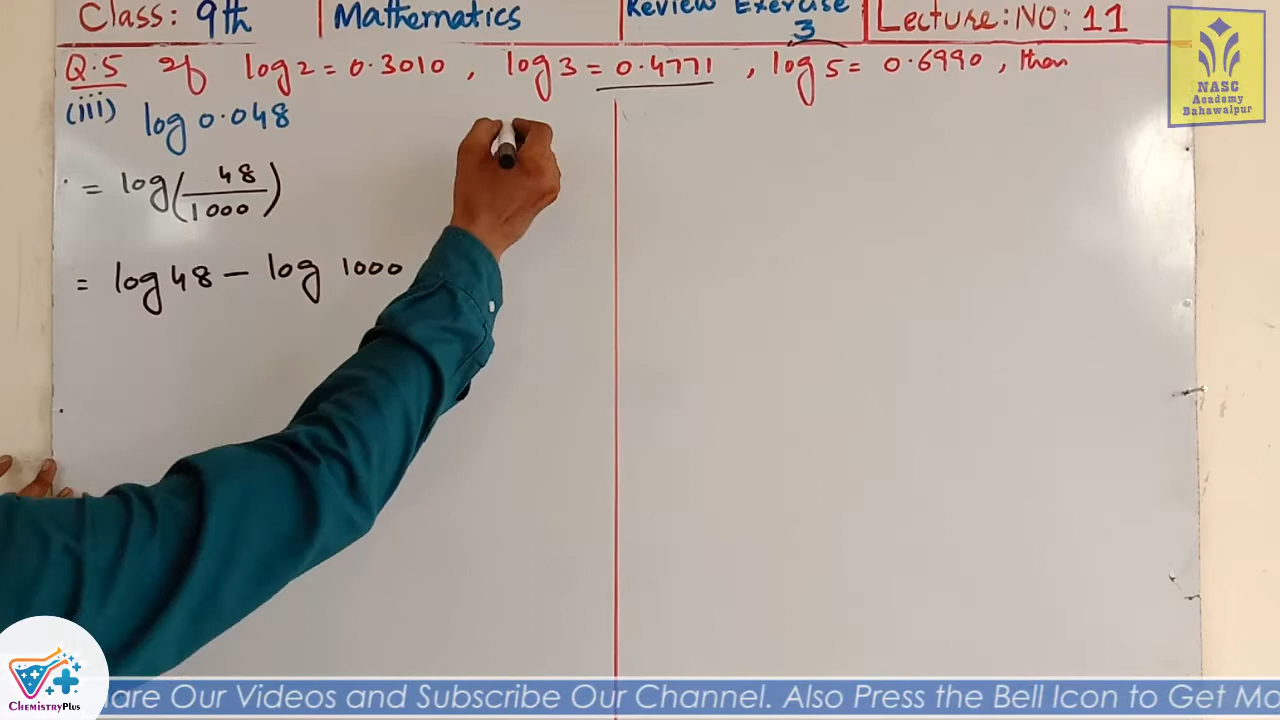 Class: 9th
Mathematics
Review Exercise 3
Lecture: NO: 11
Q.5 If log 2 = 0.3010 , log 3 = 0.4771 , log 5 = 0.6990 , than
(iii) log 0.048
= log(48/1000)
= log 48 - log 1000
NASC
Academy
Bahawalpur
ChemistryPlus
hare Our Videos and Subscribe Our Channel. Also Press the Bell Icon to Get Mo